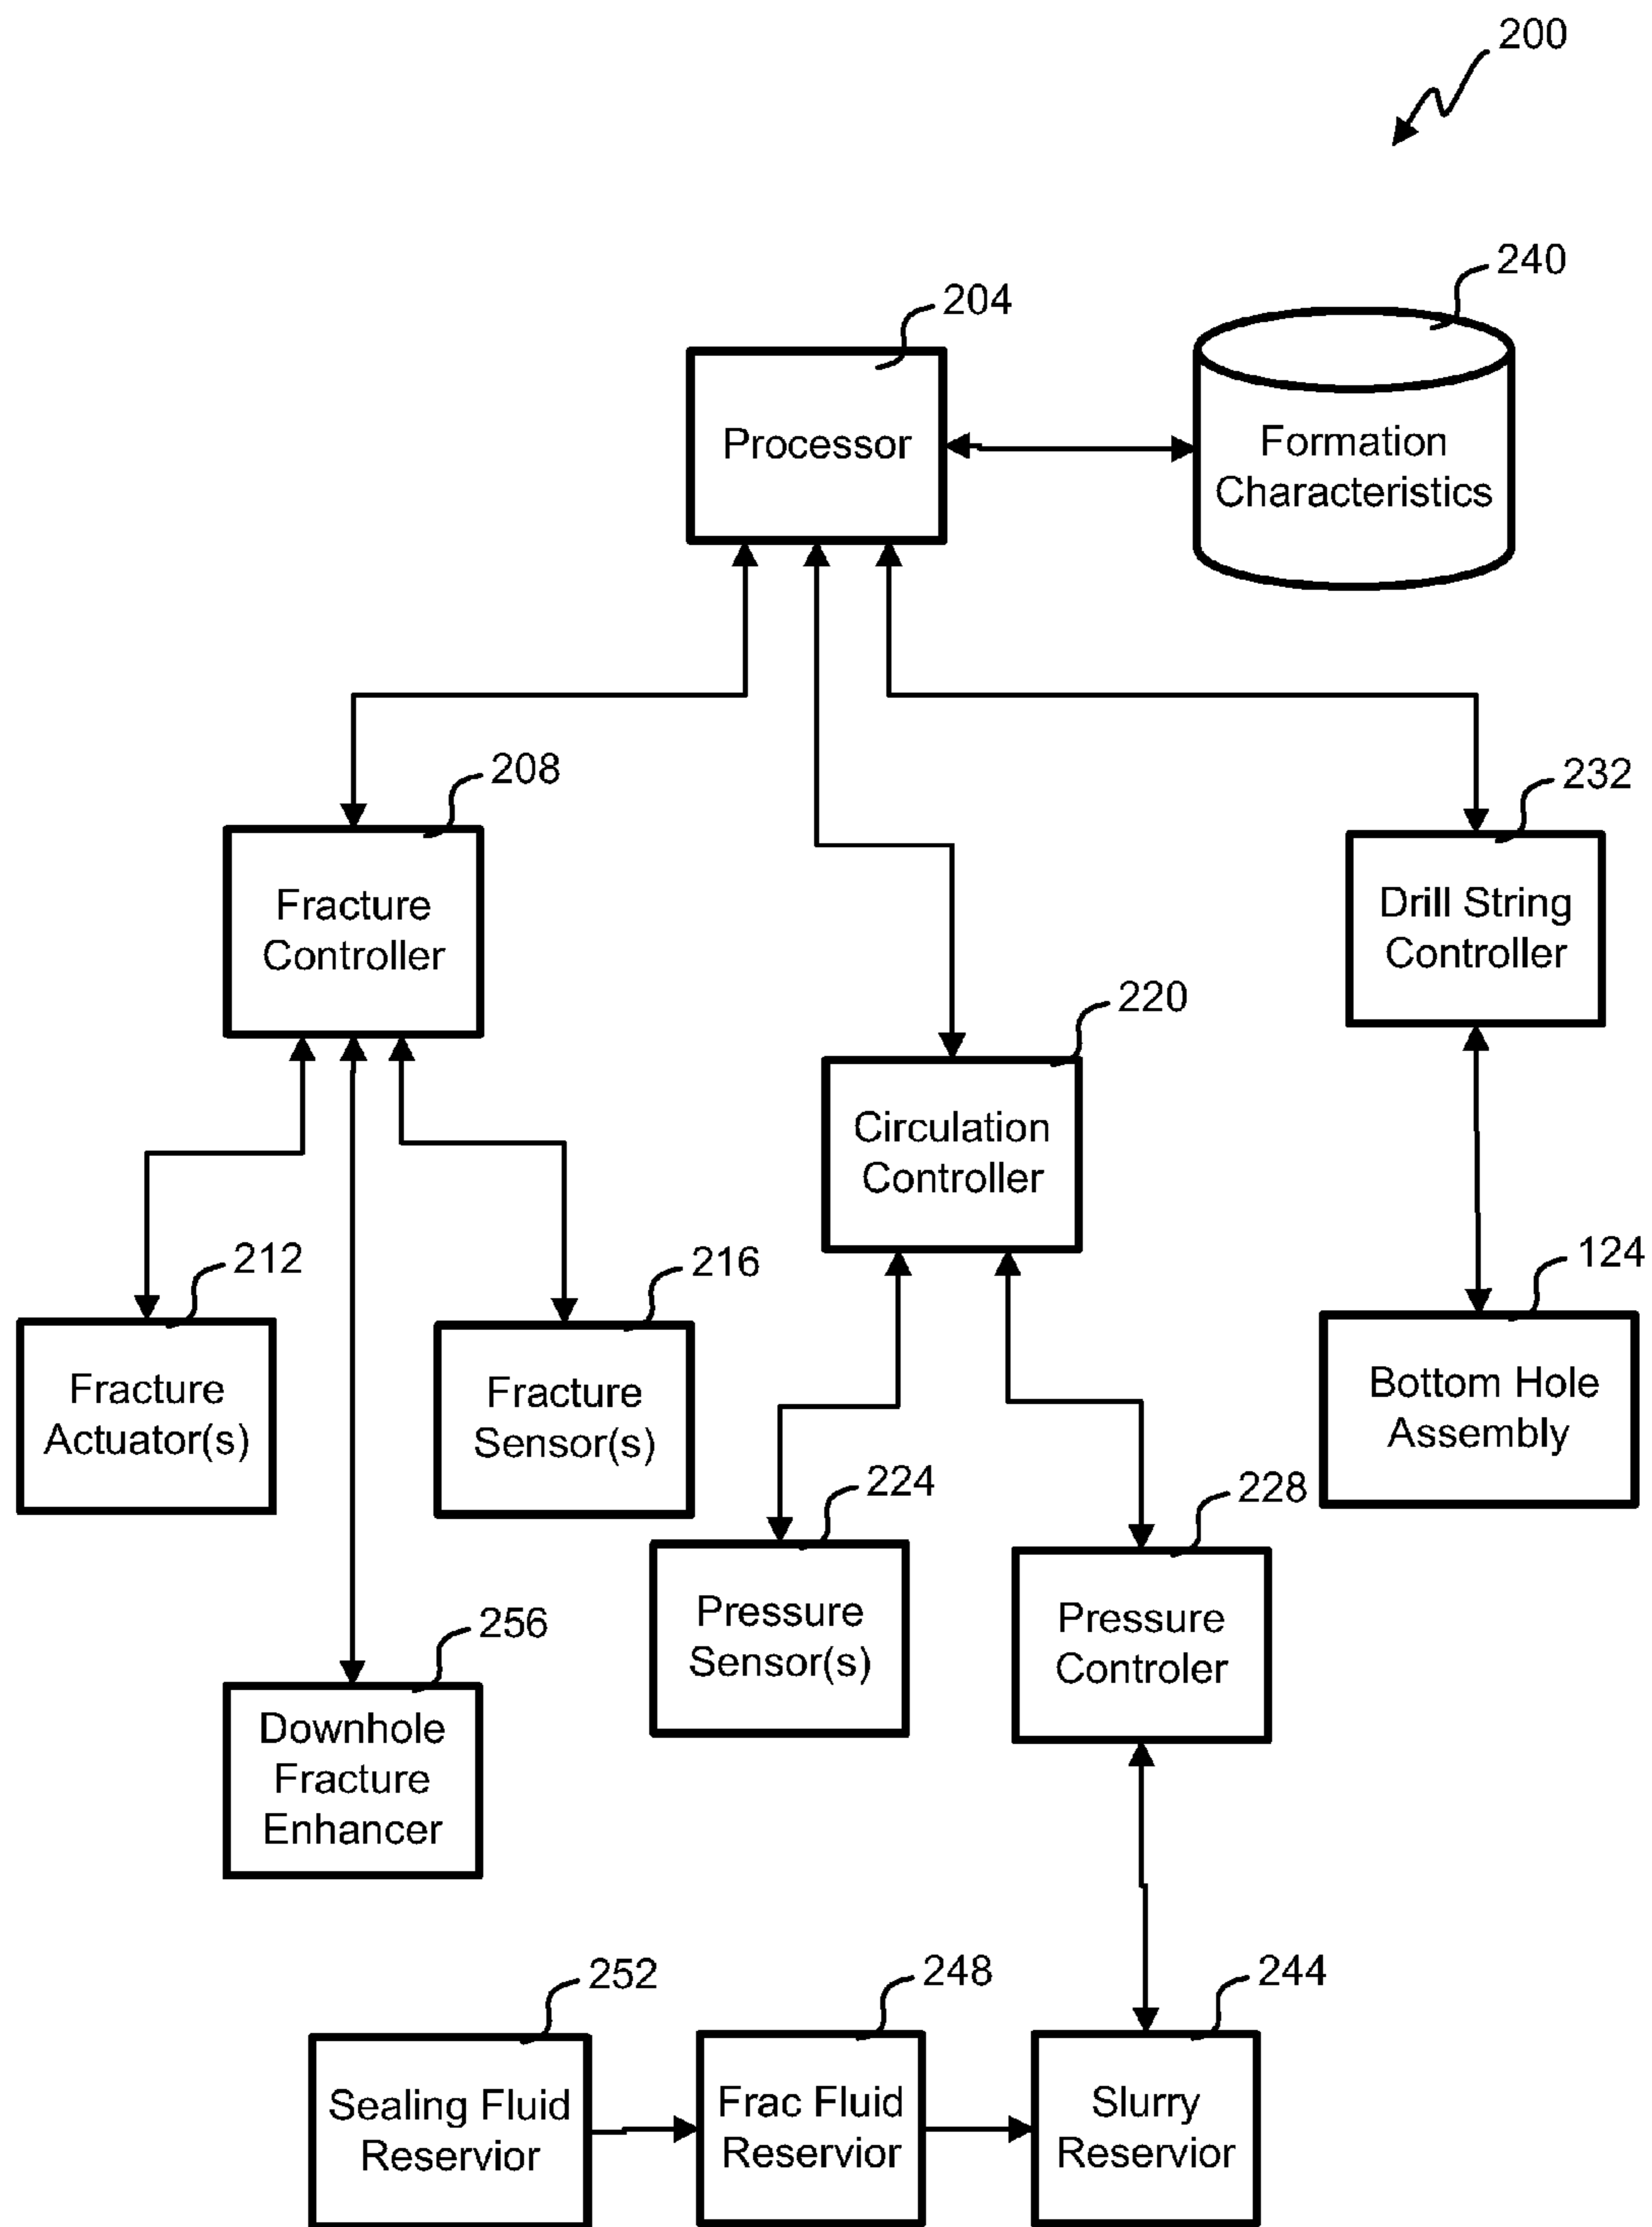 200
240
204
Processor
Formation
Characteristics
208
232
Fracture
Controller
Drill String
Controller
220
Circulation
Controller
212
216
124
Fracture
Actuator(s)
Fracture
Sensor(s)
Bottom Hole
Assembly
224
228
Pressure
Sensor(s)
Pressure
Controler
256
Downhole
Fracture
Enhancer
252
248
244
Sealing Fluid
Reservior
Frac Fluid
Reservior
Slurry
Reservior